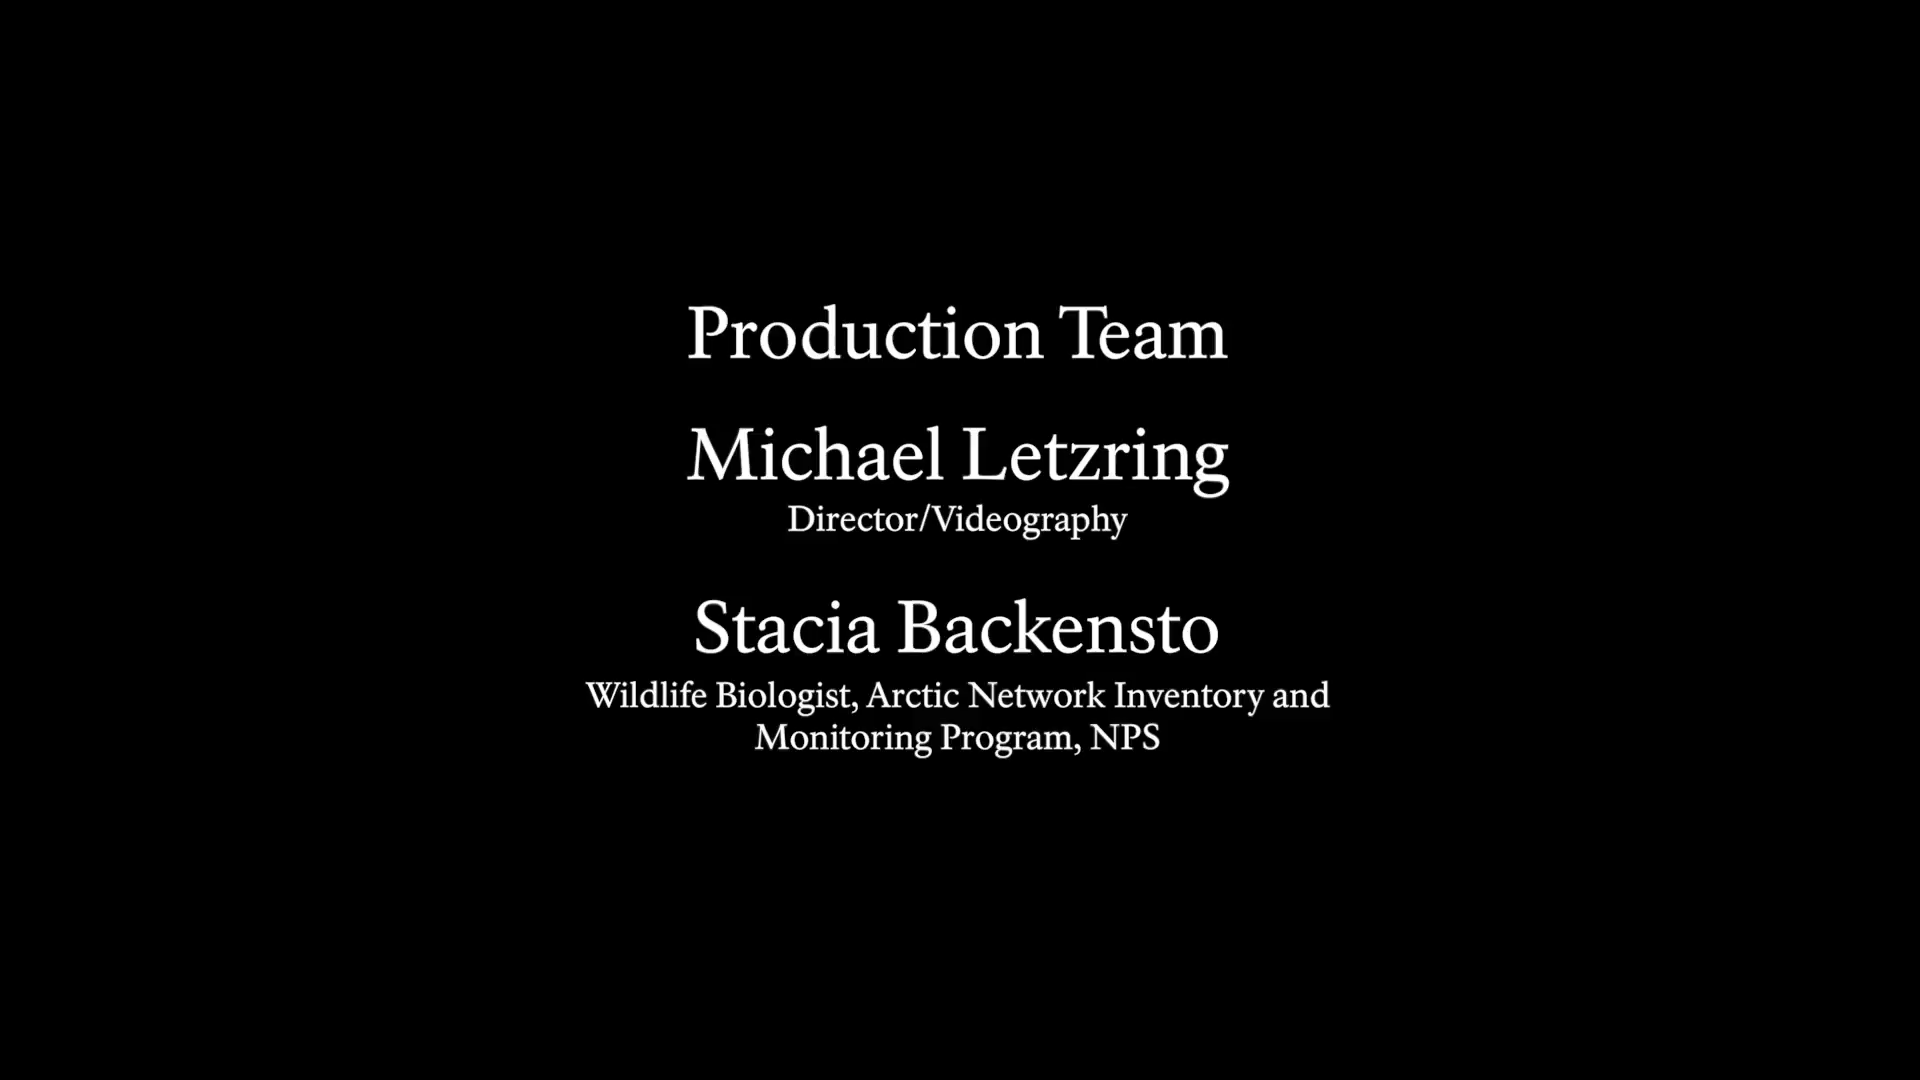 Production Team
Michael Letzring
Director/Videography
Stacia Backensto
Wildlife Biologist, Arctic Network Inventory and
Monitoring Program, NPS